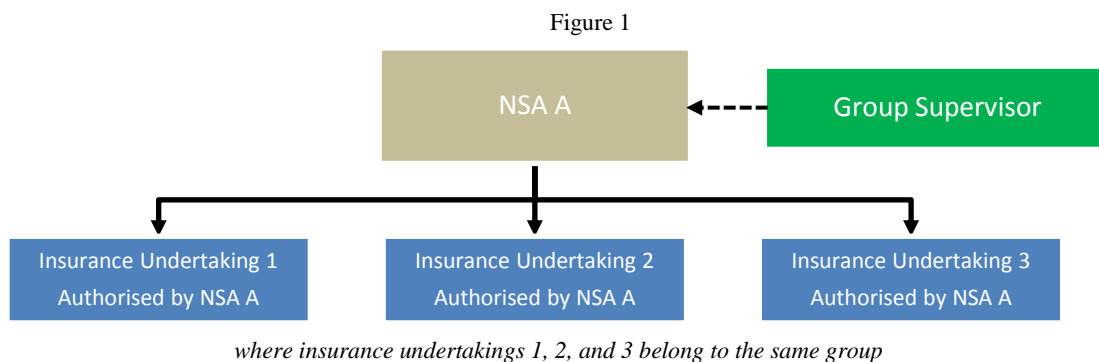 Figure 1
NSA A
Group Supervisor
Insurance Undertaking 1
Authorised by NSA A
Insurance Undertaking 2
Authorised by NSA A
Insurance Undertaking 3
Authorised by NSA A
where insurance undertakings 1, 2, and 3 belong to the same group